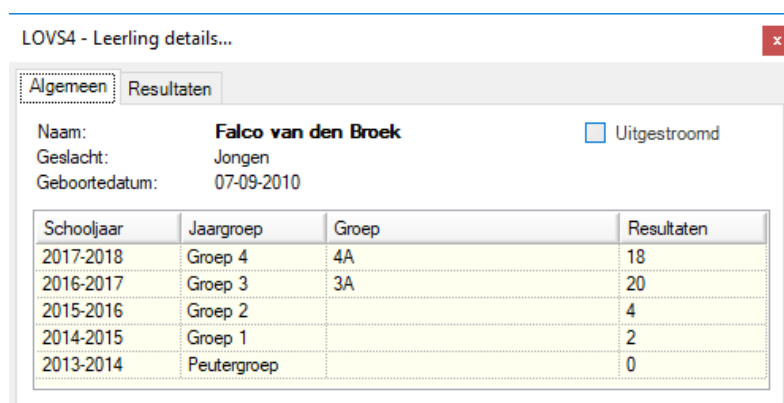 LOVS4 - Leerling details...
x
Algemeen Resultaten
Naam: Falco van den Broek Uitgestroomd
Geslacht: Jongen
Geboortedatum: 07-09-2010
Schooljaar Jaargroep Groep Resultaten
2017-2018 Groep 4 4A 18
2016-2017 Groep 3 3A 20
2015-2016 Groep 2 4
2014-2015 Groep 1 2
2013-2014 Peutergroep 0